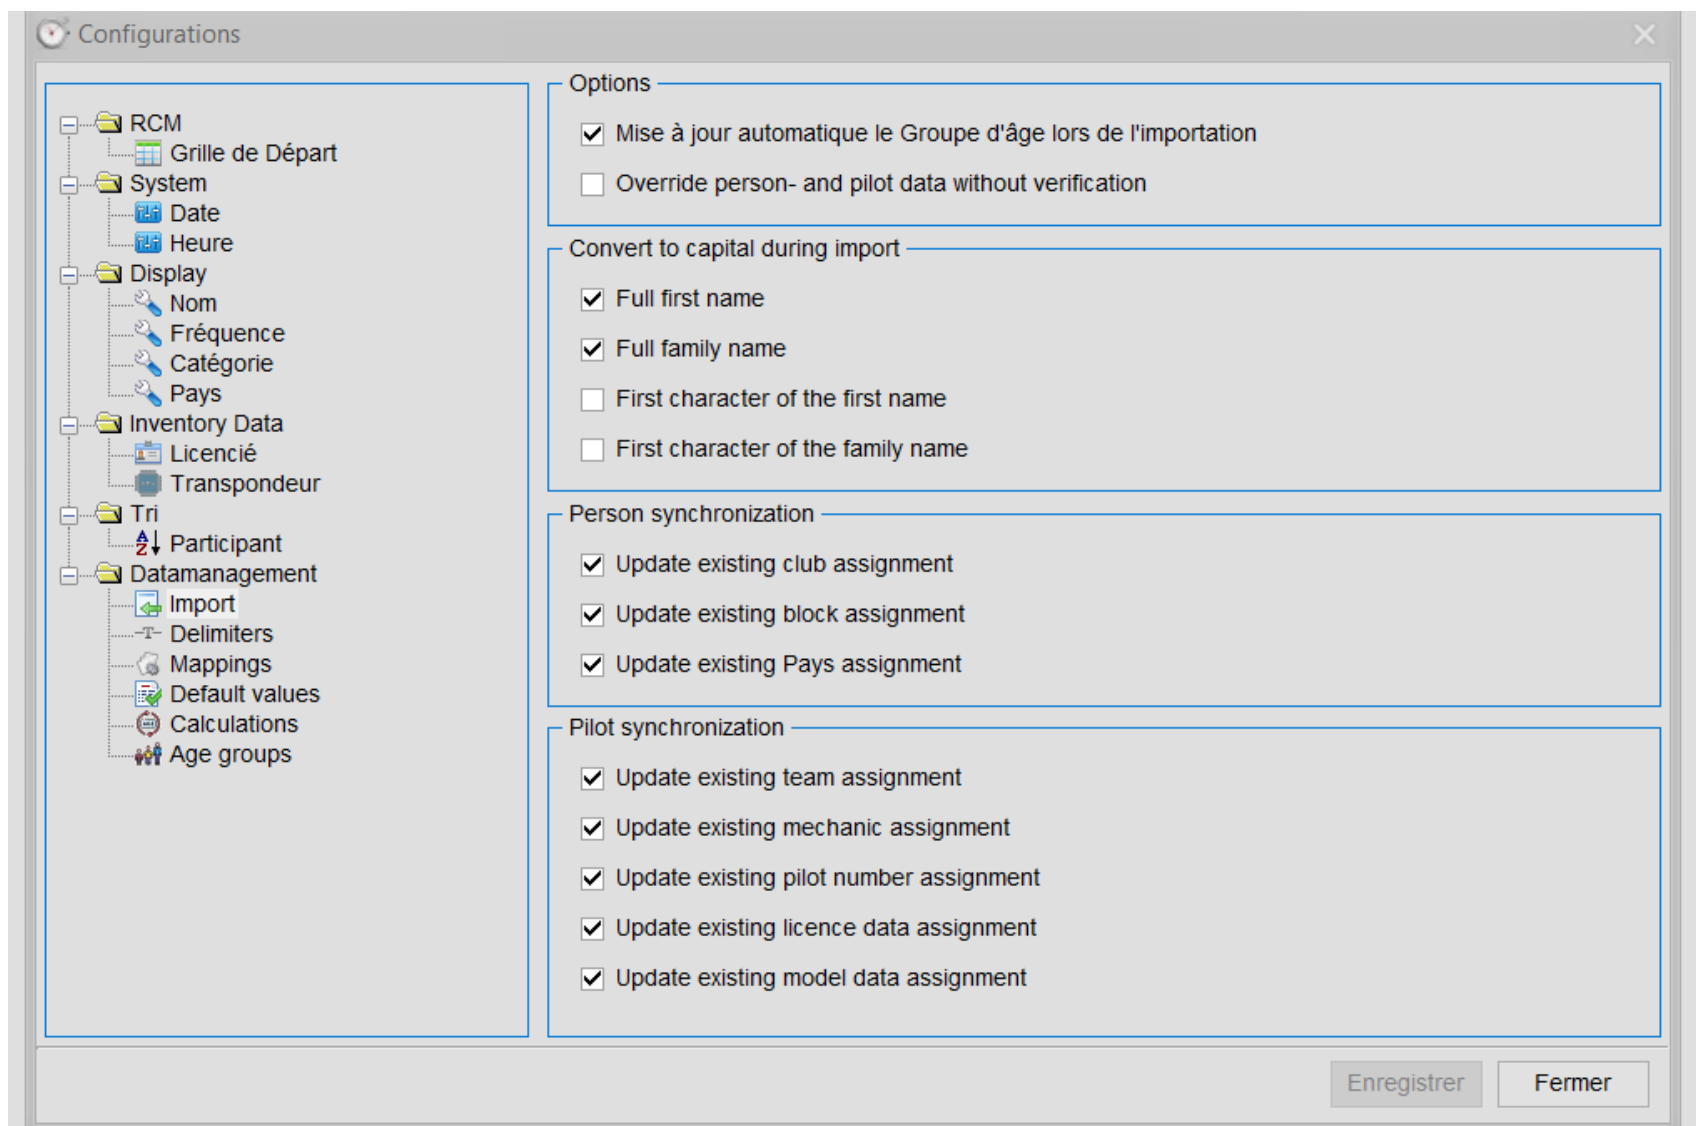 Configurations
RCM
Grille de Départ
System
Date
Heure
Display
Nom
Fréquence
Catégorie
Pays
Inventory Data
Licencié
Transpondeur
Tri
Participant
Datamanagement
Import
Delimiters
Mappings
Default values
Calculations
Age groups
Options
Mise à jour automatique le Groupe d'âge lors de l'importation
Override person- and pilot data without verification
Convert to capital during import
Full first name
Full family name
First character of the first name
First character of the family name
Person synchronization
Update existing club assignment
Update existing block assignment
Update existing Pays assignment
Pilot synchronization
Update existing team assignment
Update existing mechanic assignment
Update existing pilot number assignment
Update existing licence data assignment
Update existing model data assignment
Enregistrer
Fermer